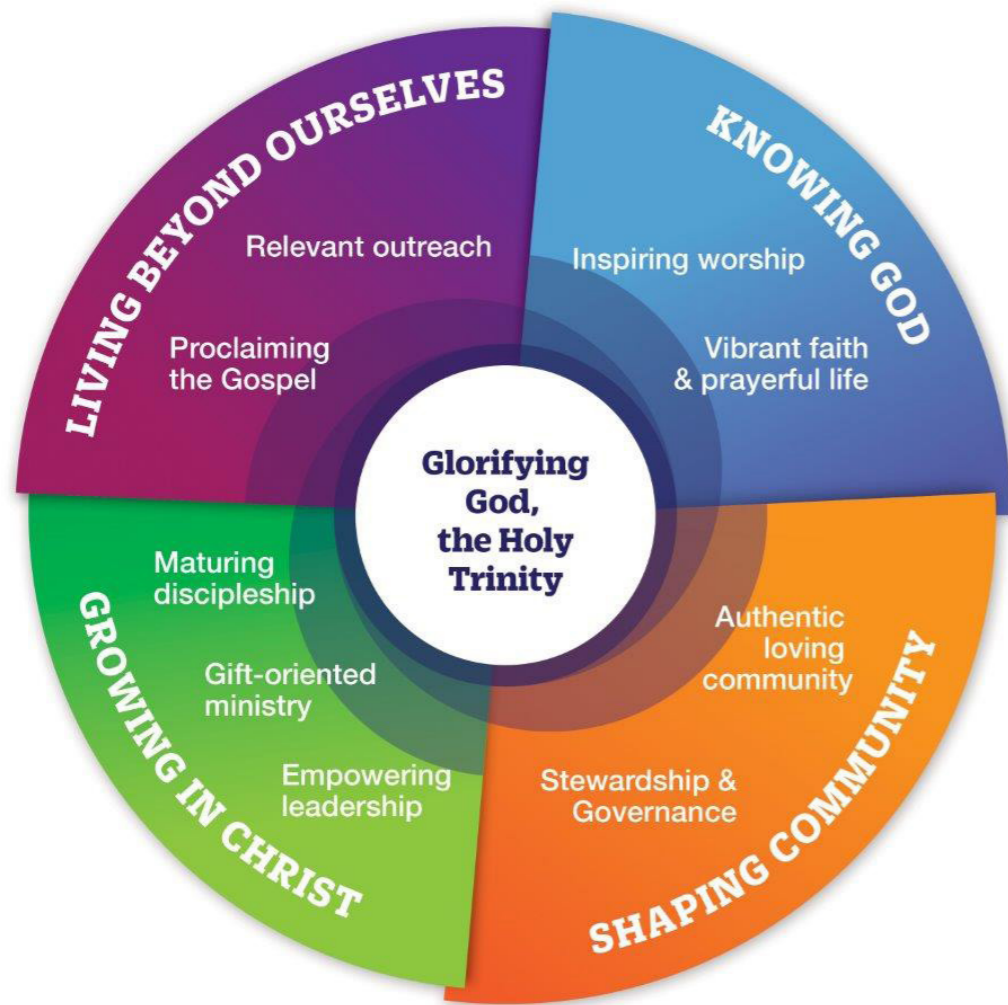 LIVING BEYOND OURSELVES
Relevant outreach
Proclaiming
the Gospel
KNOWING GOD
Inspiring worship
Vibrant faith
& prayerful life
Glorifying
God,
the Holy
Trinity
GROWING IN CHRIST
Maturing
discipleship
Gift-oriented
ministry
Empowering
leadership
SHAPING COMMUNITY
Authentic
loving
community
Stewardship &
Governance